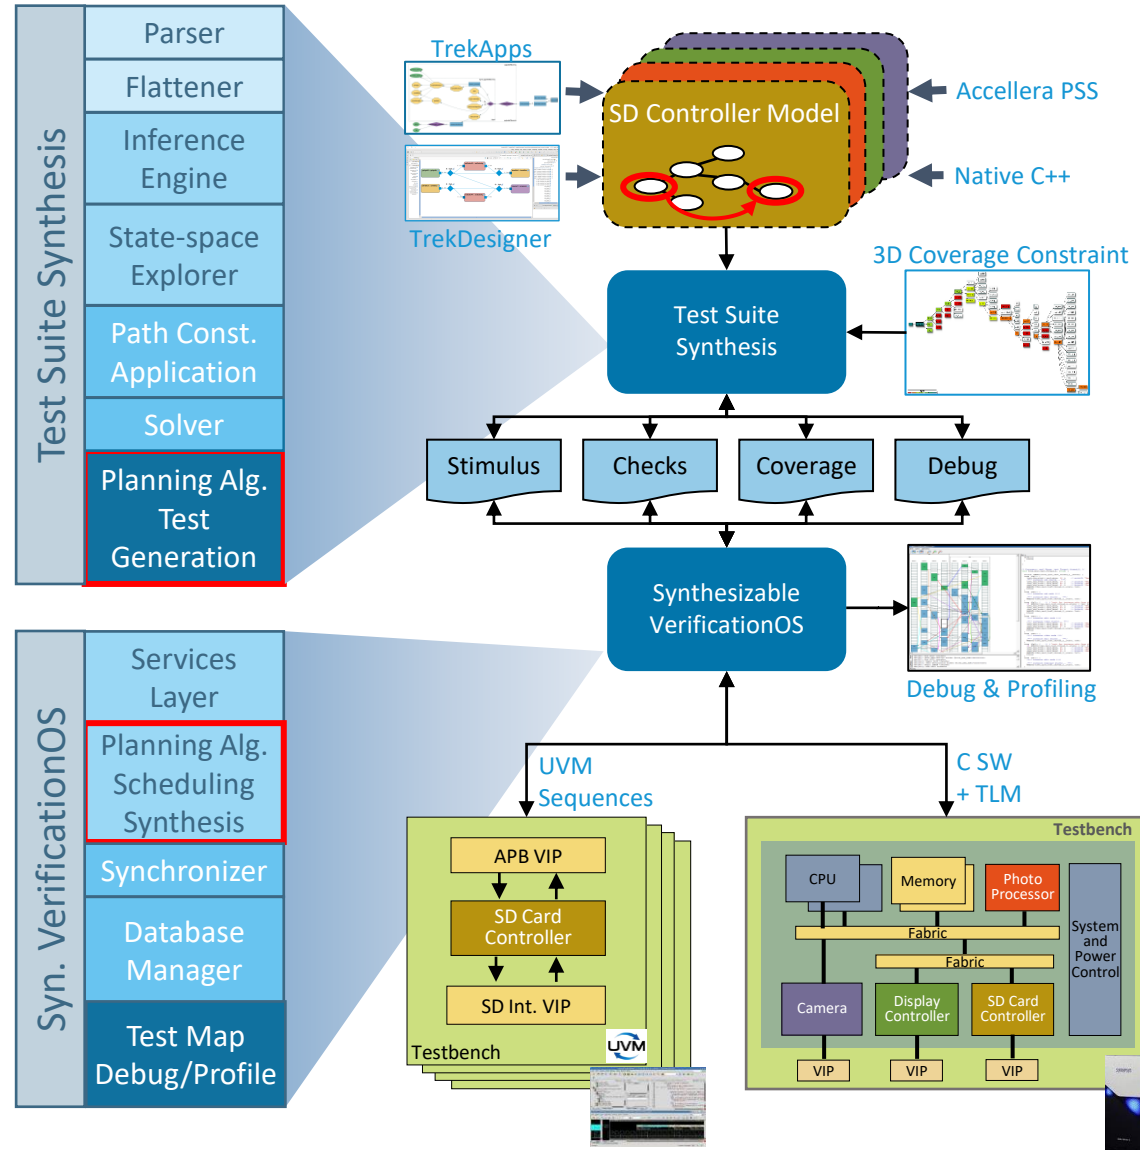 Test Suite Synthesis
Parser
Flattener
Inference
Engine
State-space
Explorer
Path Const.
Application
Solver
Planning Alg.
Test
Generation
TrekApps
TrekDesigner
SD Controller Model
Accellera PSS
Native C++
3D Coverage Constraint
Test Suite
Synthesis
Stimulus
Checks
Coverage
Debug
Synthesizable
VerificationOS
Debug & Profiling
Syn. VerificationOS
Services
Layer
Planning Alg.
Scheduling
Synthesis
Synchronizer
Database
Manager
Test Map
Debug/Profile
UVM
Sequences
C SW
+ TLM
APB VIP
SD Card
Controller
SD Int. VIP
Testbench
UVM
Testbench
CPU
Memory
Photo
Processor
Fabric
Fabric
System
and
Power
Control
Camera
Display
Controller
SD Card
Controller
VIP
VIP
VIP